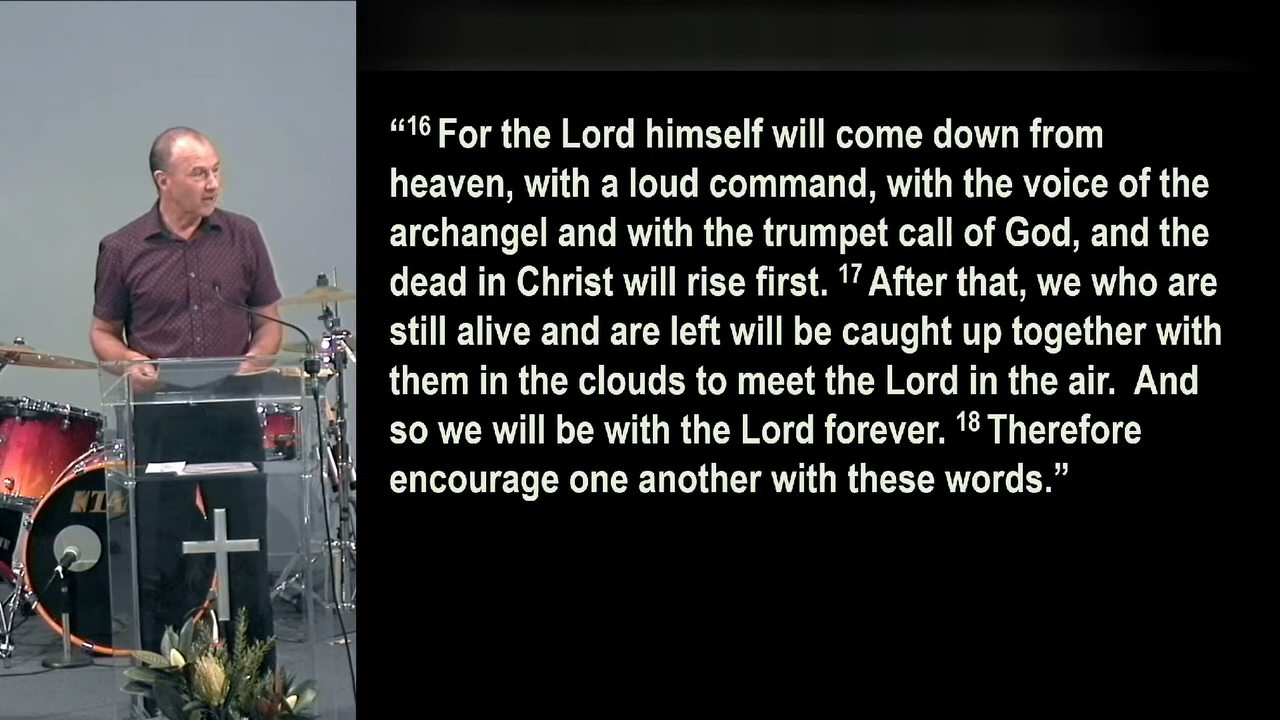 “16 For the Lord himself will come down from
heaven, with a loud command, with the voice of the
archangel and with the trumpet call of God, and the
dead in Christ will rise first. 17 After that, we who are
still alive and are left will be caught up together with
them in the clouds to meet the Lord in the air.  And
so we will be with the Lord forever. 18 Therefore
encourage one another with these words.”